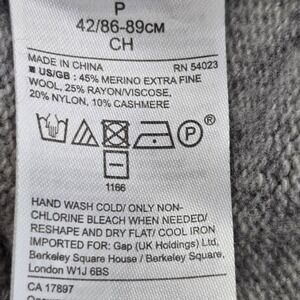 P
42/86-89CM
CH
MADE IN CHINA RN 54023
■ US/GB : 45% MERINO EXTRA FINE
WOOL, 25% RAYON/VISCOSE,
20% NYLON, 10% CASHMERE
P ®
1166
HAND WASH COLD/ ONLY NON-
CHLORINE BLEACH WHEN NEEDED/
RESHAPE AND DRY FLAT/ COOL IRON
IMPORTED FOR: Gap (UK Holdings) Ltd,
Berkeley Square House / Berkeley Square,
London W1J 6BS
CA 17897